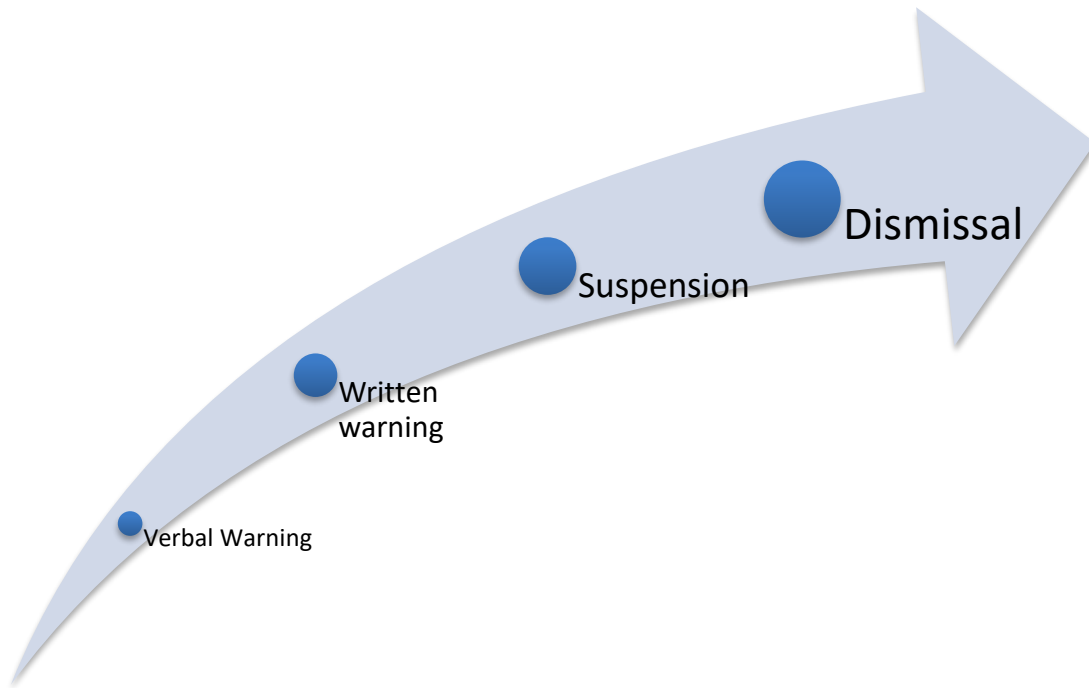 Dismissal
Suspension
Written
warning
Verbal Warning